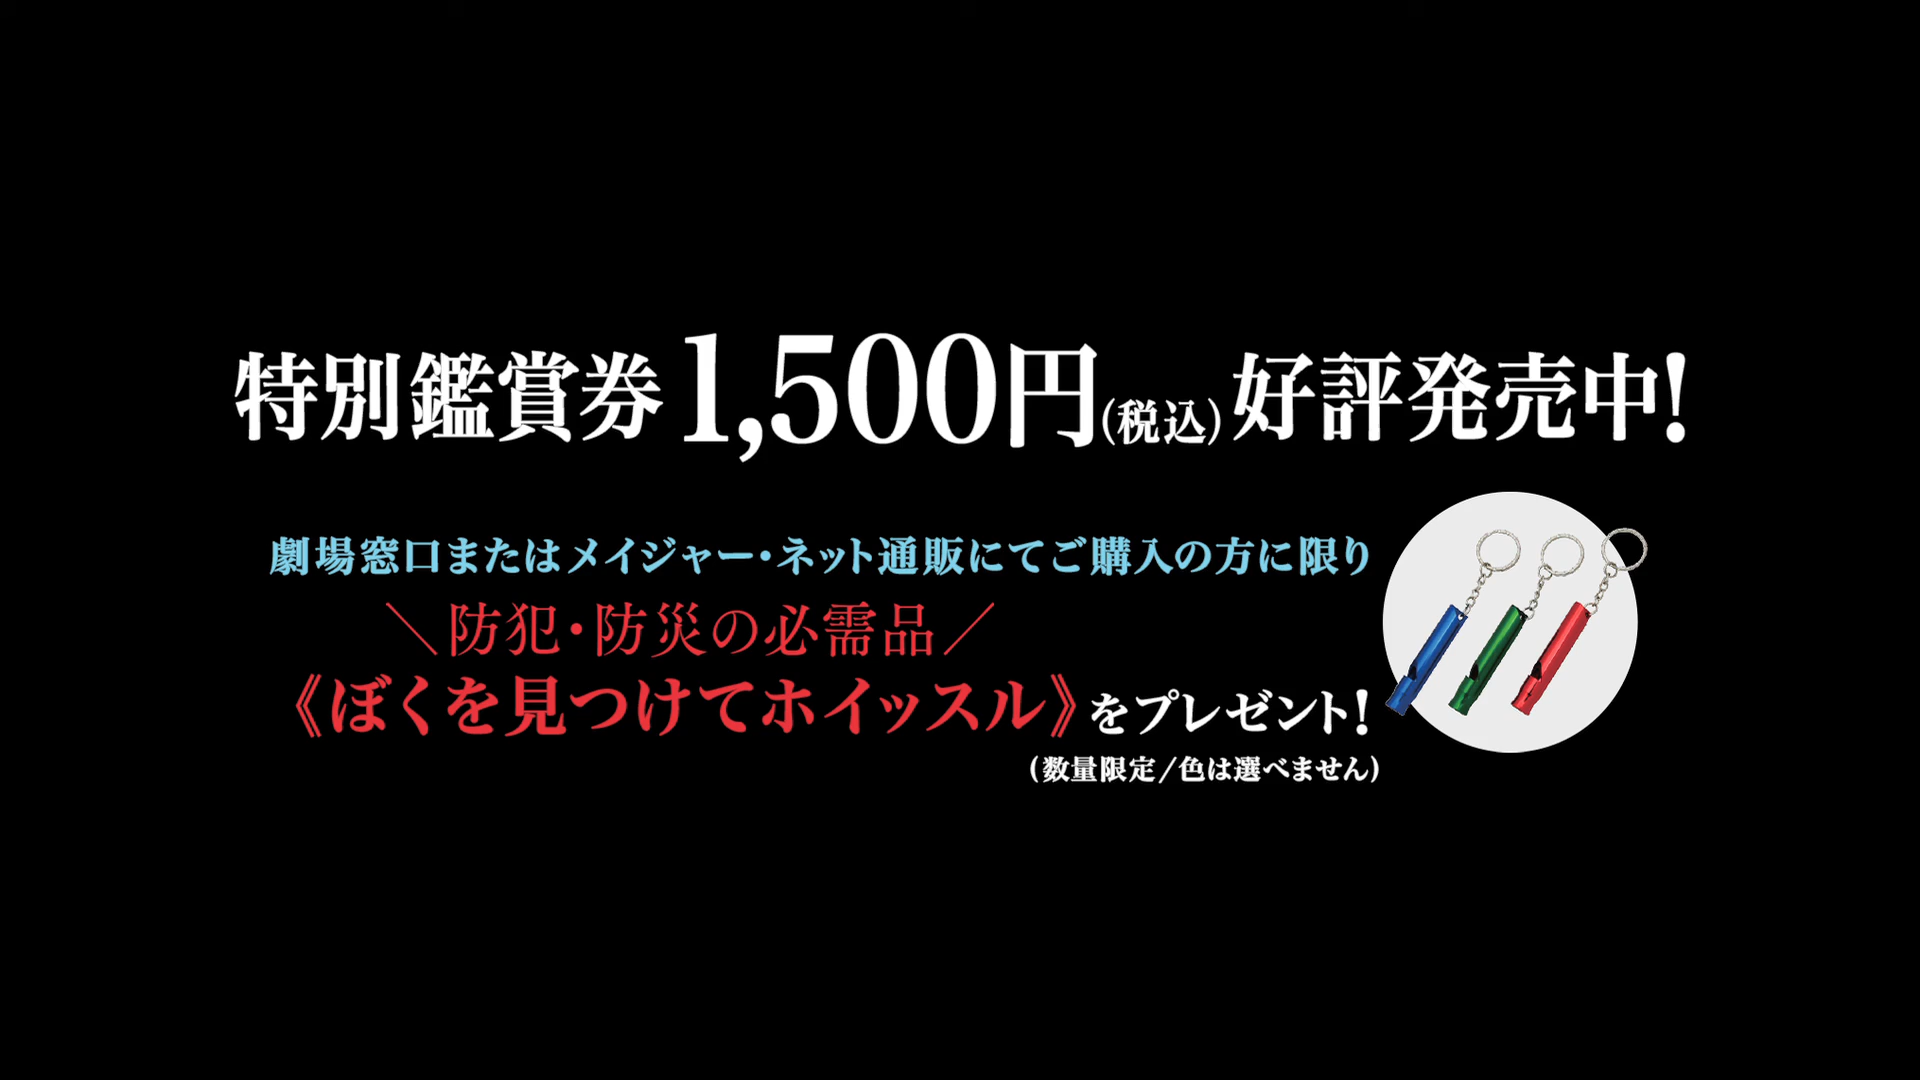 特別鑑賞券1,500円(税込)好評発売中!
劇場窓口またはメイジャー・ネット通販にてご購入の方に限り
＼防犯・防災の必需品／
《ぼくを見つけてホイッスル》をプレゼント!
(数量限定/色は選べません)